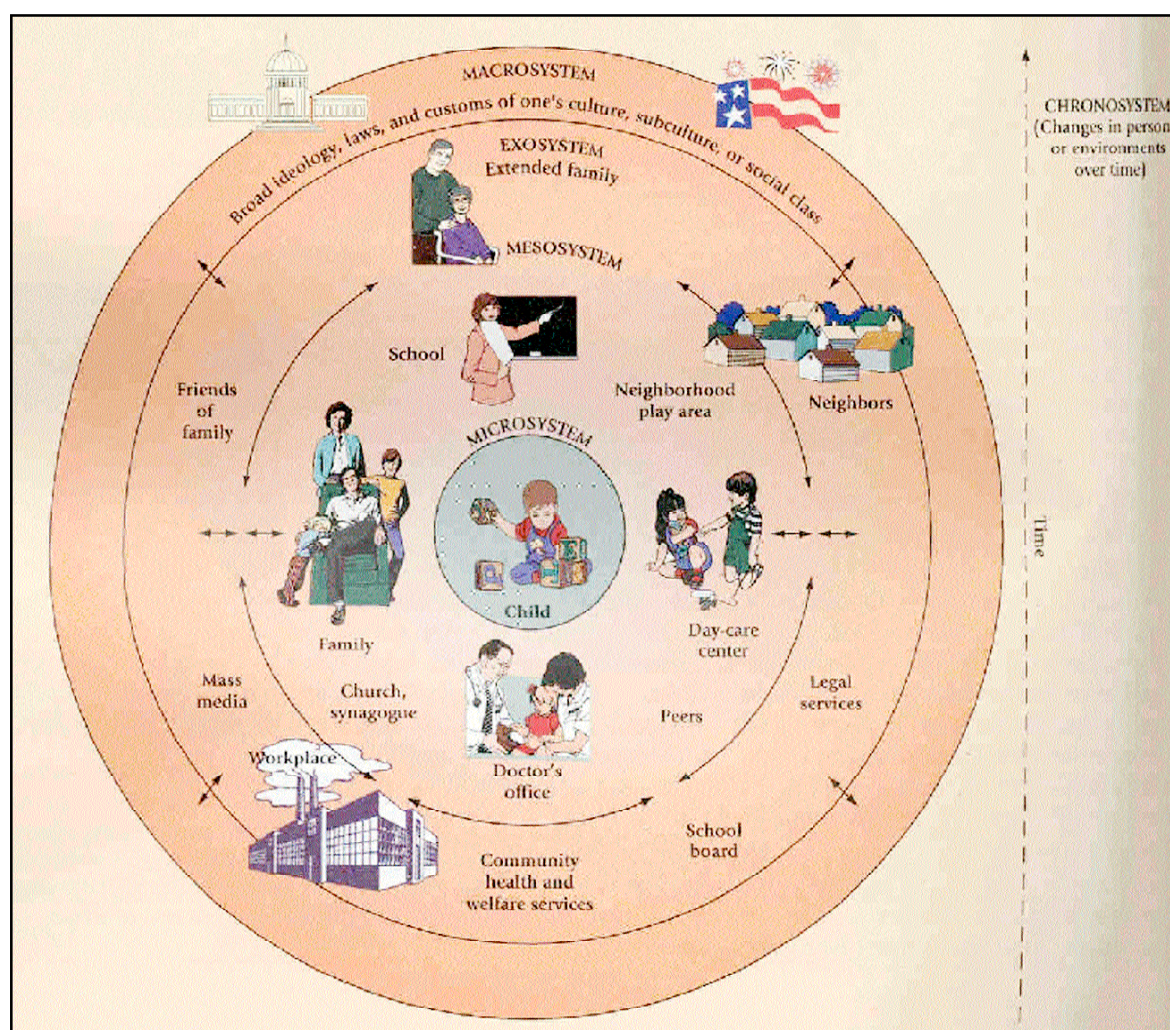 MACROSYSTEM
Broad ideology, laws, and customs of one's culture, subculture, or social class
EXOSYSTEM
Extended family
MESOSYSTEM
CHRONOSYSTEM
(Changes in person
or environments
over time)
School
Friends
of
family
Neighborhood
play area
Neighbors
MICROSYSTEM
Child
Time
Family
Day-care
center
Mass
media
Church,
synagogue
Peers
Legal
services
Workplace
Doctor's
office
School
board
Community
health and
welfare services